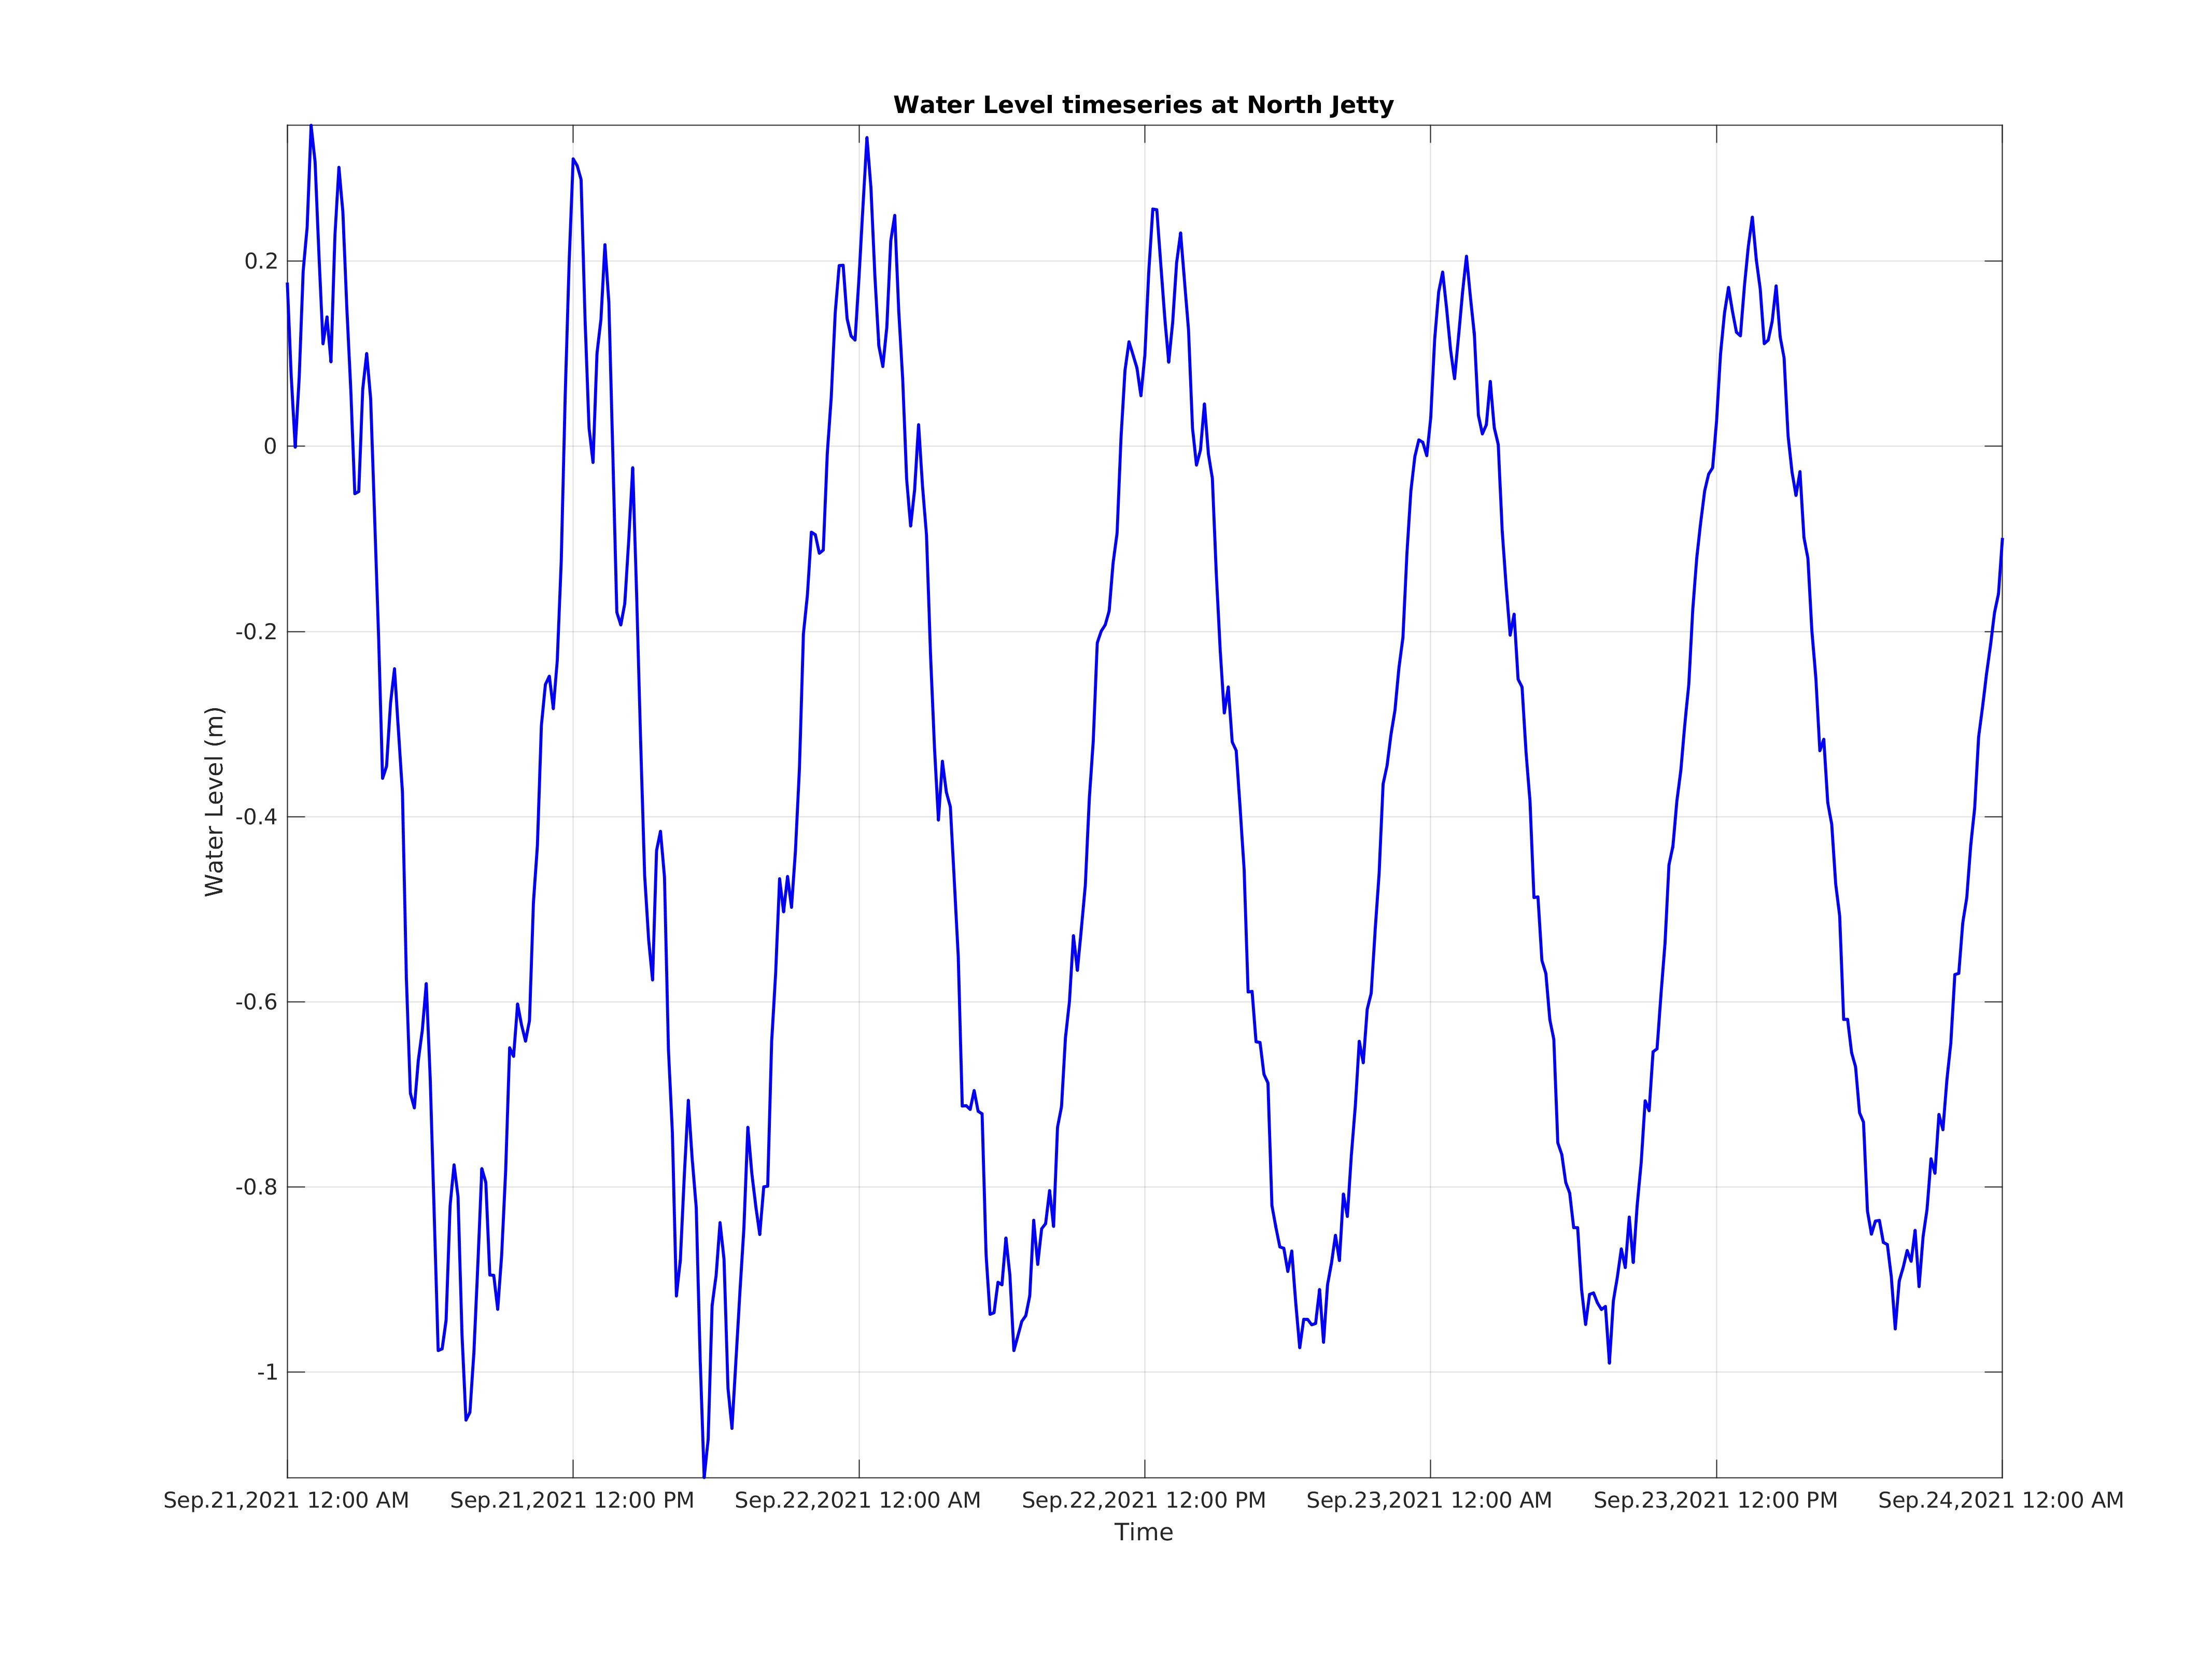 Water Level timeseries at North Jetty
0.2
0
-0.2
-0.4
-0.6
-0.8
-1
Water Level (m)
Sep.21,2021 12:00 AM
Sep.21,2021 12:00 PM
Sep.22,2021 12:00 AM
Sep.22,2021 12:00 PM
Sep.23,2021 12:00 AM
Sep.23,2021 12:00 PM
Sep.24,2021 12:00 AM
Time